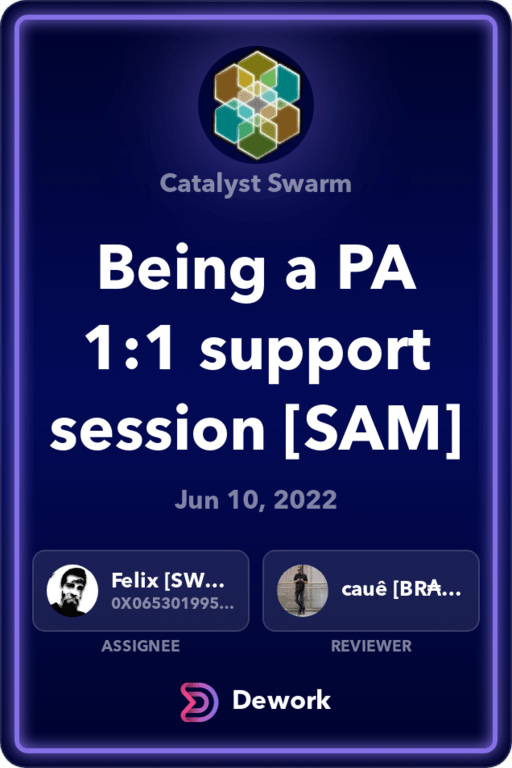 Catalyst Swarm
Being a PA
1:1 support
session [SAM]
Jun 10, 2022
Felix [SW...
0X065301995...
cauê [BR₳...
ASSIGNEE
REVIEWER
Dework